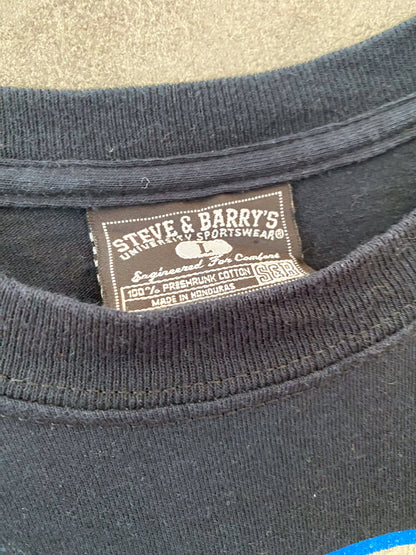 STEVE & BARRY'S
UNIVERSITY SPORTSWEAR®
L
Engineered For Comfort
100% PRESHRUNK COTTON
S&B
MADE IN HONDURAS